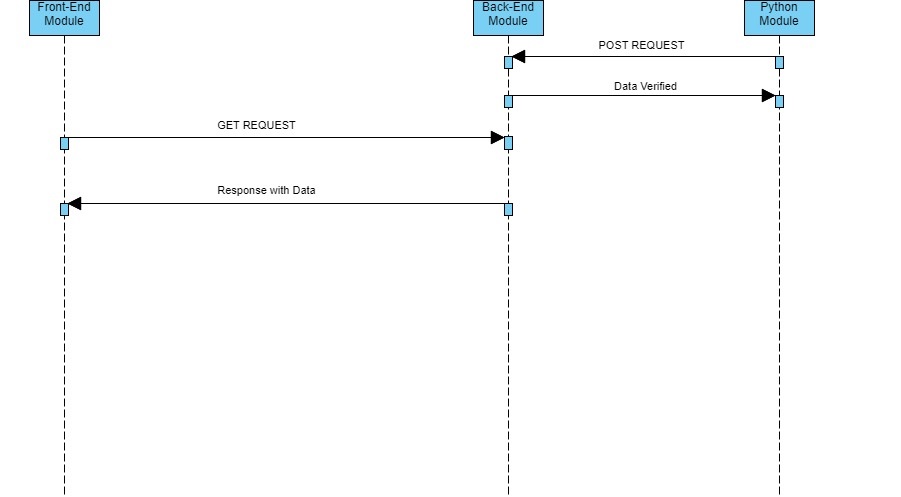 Front-End
Module
Back-End
Module
Python
Module
POST REQUEST
Data Verified
GET REQUEST
Response with Data